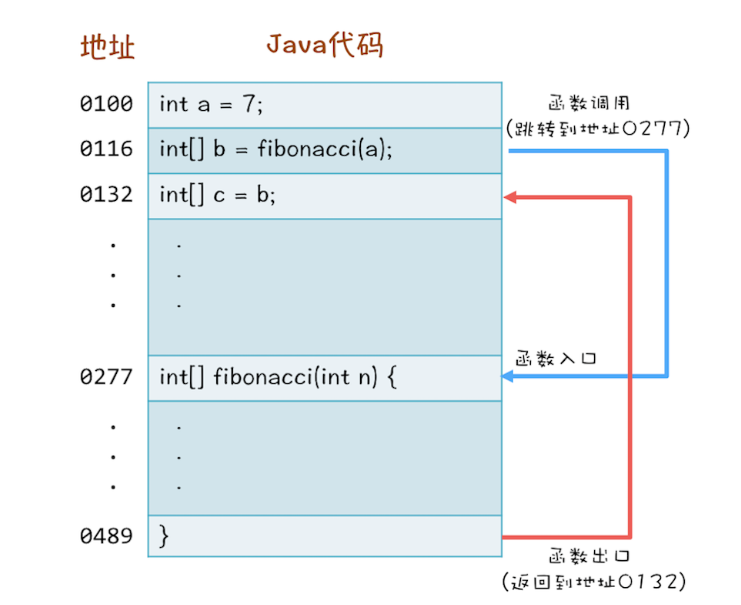 地址 Java代码
0100 int a = 7;
函数调用
(跳转到地址0277)
0116 int[] b = fibonacci(a);
0132 int[] c = b;
. .
. .
. .
函数入口
0277 int[] fibonacci(int n) {
. .
. .
. .
0489 }
函数出口
(返回到地址0132)